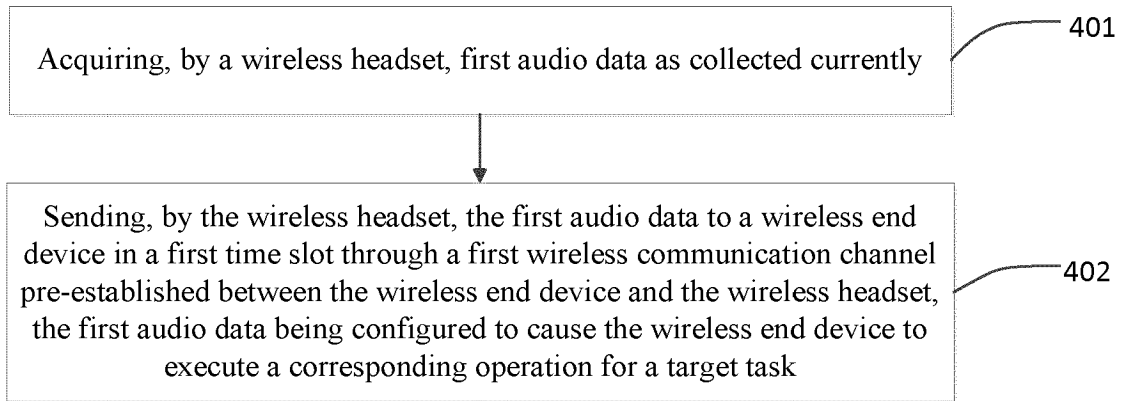 Acquiring, by a wireless headset, first audio data as collected currently
401
Sending, by the wireless headset, the first audio data to a wireless end
device in a first time slot through a first wireless communication channel
pre-established between the wireless end device and the wireless headset,
the first audio data being configured to cause the wireless end device to
execute a corresponding operation for a target task
402